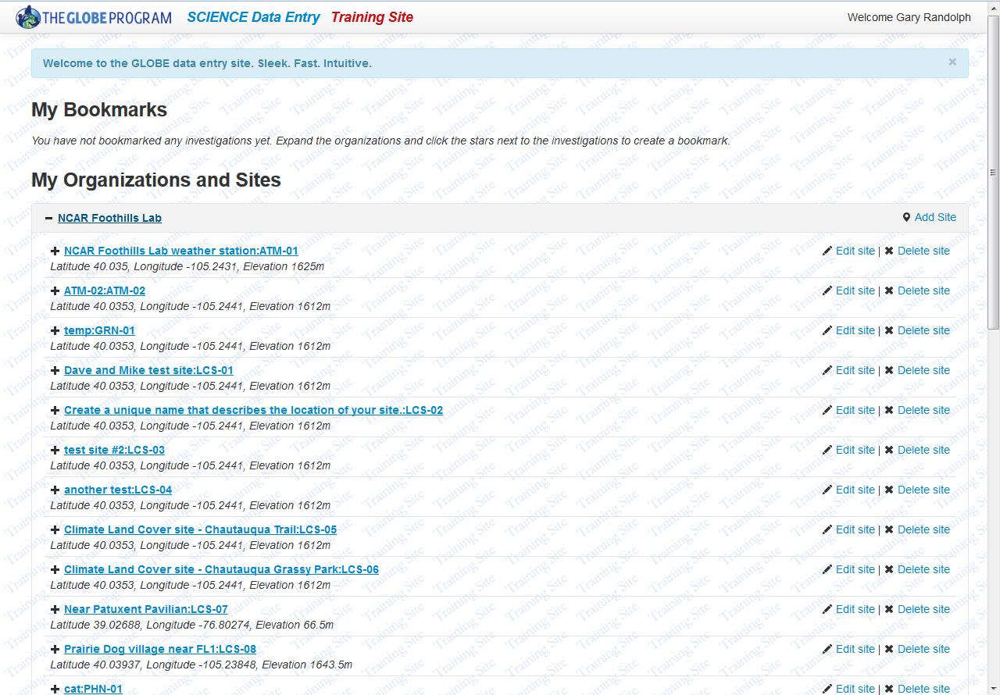 THE GLOBE PROGRAM SCIENCE Data Entry Training Site Welcome Gary Randolph
Welcome to the GLOBE data entry site. Sleek. Fast. Intuitive. ×
My Bookmarks
You have not bookmarked any investigations yet. Expand the organizations and click the stars next to the investigations to create a bookmark.
My Organizations and Sites
NCAR Foothills Lab Add Site
NCAR Foothills Lab weather station:ATM-01 Edit site | Delete site
Latitude 40.035, Longitude -105.2431, Elevation 1625m
ATM-02:ATM-02 Edit site | Delete site
Latitude 40.0353, Longitude -105.2441, Elevation 1612m
temp:GRN-01 Edit site | Delete site
Latitude 40.0353, Longitude -105.2441, Elevation 1612m
Dave and Mike test site:LCS-01 Edit site | Delete site
Latitude 40.0353, Longitude -105.2441, Elevation 1612m
Create a unique name that describes the location of your site.:LCS-02 Edit site | Delete site
Latitude 40.0353, Longitude -105.2441, Elevation 1612m
test site #2:LCS-03 Edit site | Delete site
Latitude 40.0353, Longitude -105.2441, Elevation 1612m
another test:LCS-04 Edit site | Delete site
Latitude 40.0353, Longitude -105.2441, Elevation 1612m
Climate Land Cover site - Chautauqua Trail:LCS-05 Edit site | Delete site
Latitude 40.0353, Longitude -105.2441, Elevation 1612m
Climate Land Cover site - Chautauqua Grassy Park:LCS-06 Edit site | Delete site
Latitude 40.0353, Longitude -105.2441, Elevation 1612m
Near Patuxent Pavilian:LCS-07 Edit site | Delete site
Latitude 39.02688, Longitude -76.80274, Elevation 66.5m
Prairie Dog village near FL1:LCS-08 Edit site | Delete site
Latitude 40.03937, Longitude -105.23848, Elevation 1643.5m
cat:PHN-01 Edit site | Delete site